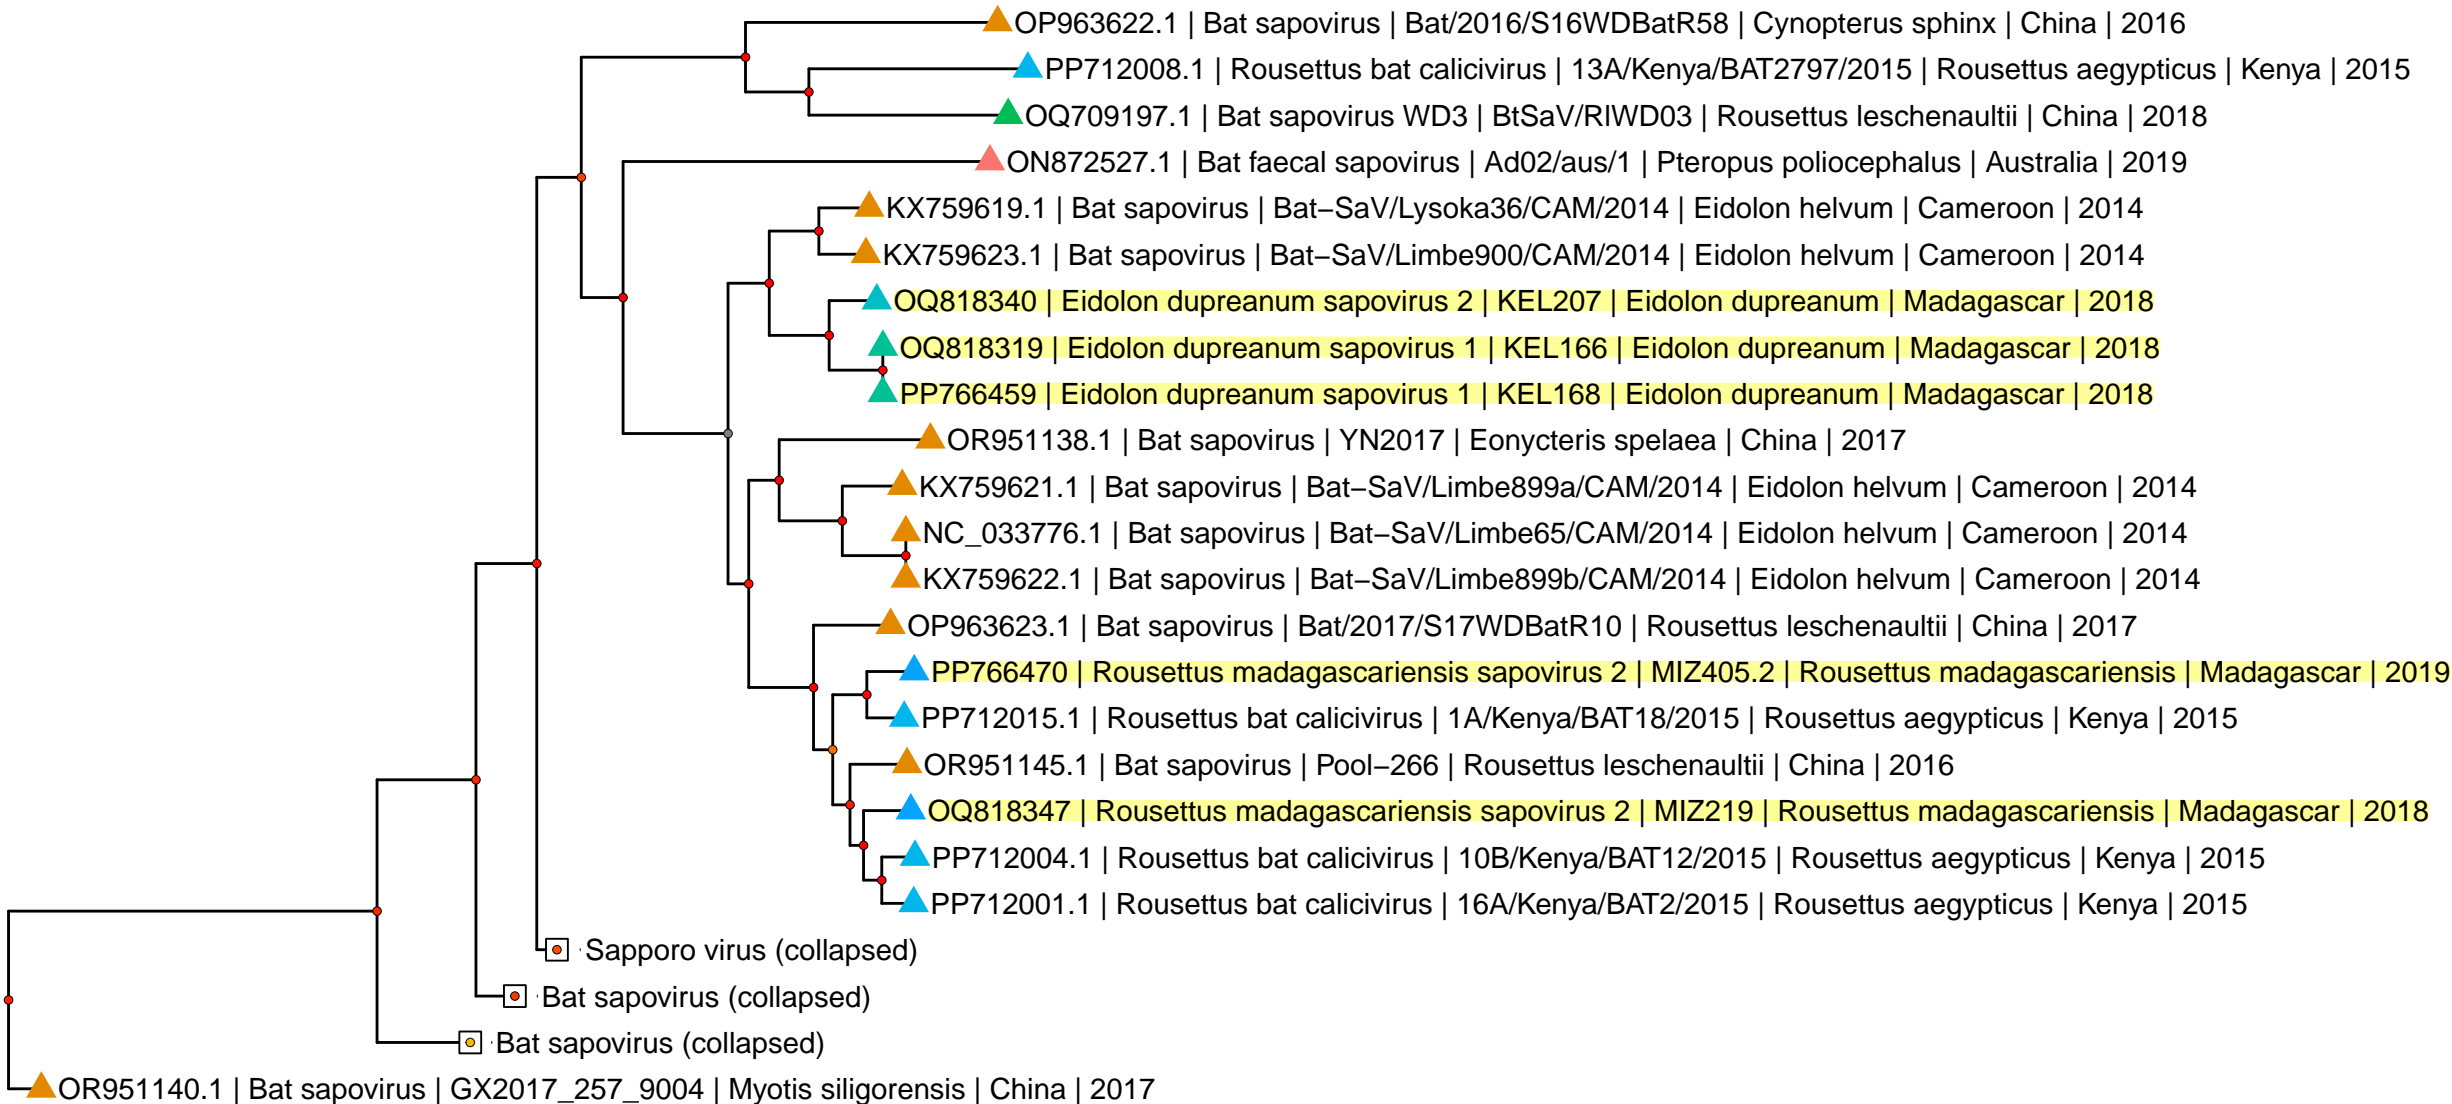 OP963622.1 | Bat sapovirus | Bat/2016/S16WDBatR58 | Cynopterus sphinx | China | 2016
PP712008.1 | Rousettus bat calicivirus | 13A/Kenya/BAT2797/2015 | Rousettus aegypticus | Kenya | 2015
OQ709197.1 | Bat sapovirus WD3 | BtSaV/RlWD03 | Rousettus leschenaultii | China | 2018
ON872527.1 | Bat faecal sapovirus | Ad02/aus/1 | Pteropus poliocephalus | Australia | 2019
KX759619.1 | Bat sapovirus | Bat−SaV/Lysoka36/CAM/2014 | Eidolon helvum | Cameroon | 2014
KX759623.1 | Bat sapovirus | Bat−SaV/Limbe900/CAM/2014 | Eidolon helvum | Cameroon | 2014
OQ818340 | Eidolon dupreanum sapovirus 2 | KEL207 | Eidolon dupreanum | Madagascar | 2018
OQ818319 | Eidolon dupreanum sapovirus 1 | KEL166 | Eidolon dupreanum | Madagascar | 2018
PP766459 | Eidolon dupreanum sapovirus 1 | KEL168 | Eidolon dupreanum | Madagascar | 2018
OR951138.1 | Bat sapovirus | YN2017 | Eonycteris spelaea | China | 2017
KX759621.1 | Bat sapovirus | Bat−SaV/Limbe899a/CAM/2014 | Eidolon helvum | Cameroon | 2014
NC_033776.1 | Bat sapovirus | Bat−SaV/Limbe65/CAM/2014 | Eidolon helvum | Cameroon | 2014
KX759622.1 | Bat sapovirus | Bat−SaV/Limbe899b/CAM/2014 | Eidolon helvum | Cameroon | 2014
OP963623.1 | Bat sapovirus | Bat/2017/S17WDBatR10 | Rousettus leschenaultii | China | 2017
PP766470 | Rousettus madagascariensis sapovirus 2 | MIZ405.2 | Rousettus madagascariensis | Madagascar | 2019
PP712015.1 | Rousettus bat calicivirus | 1A/Kenya/BAT18/2015 | Rousettus aegypticus | Kenya | 2015
OR951145.1 | Bat sapovirus | Pool−266 | Rousettus leschenaultii | China | 2016
OQ818347 | Rousettus madagascariensis sapovirus 2 | MIZ219 | Rousettus madagascariensis | Madagascar | 2018
PP712004.1 | Rousettus bat calicivirus | 10B/Kenya/BAT12/2015 | Rousettus aegypticus | Kenya | 2015
PP712001.1 | Rousettus bat calicivirus | 16A/Kenya/BAT2/2015 | Rousettus aegypticus | Kenya | 2015
Sapporo virus (collapsed)
Bat sapovirus (collapsed)
Bat sapovirus (collapsed)
OR951140.1 | Bat sapovirus | GX2017_257_9004 | Myotis siligorensis | China | 2017